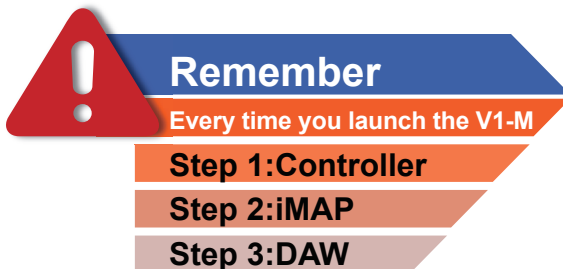 Remember
Every time you launch the V1-M
Step 1:Controller
Step 2:iMAP
Step 3:DAW